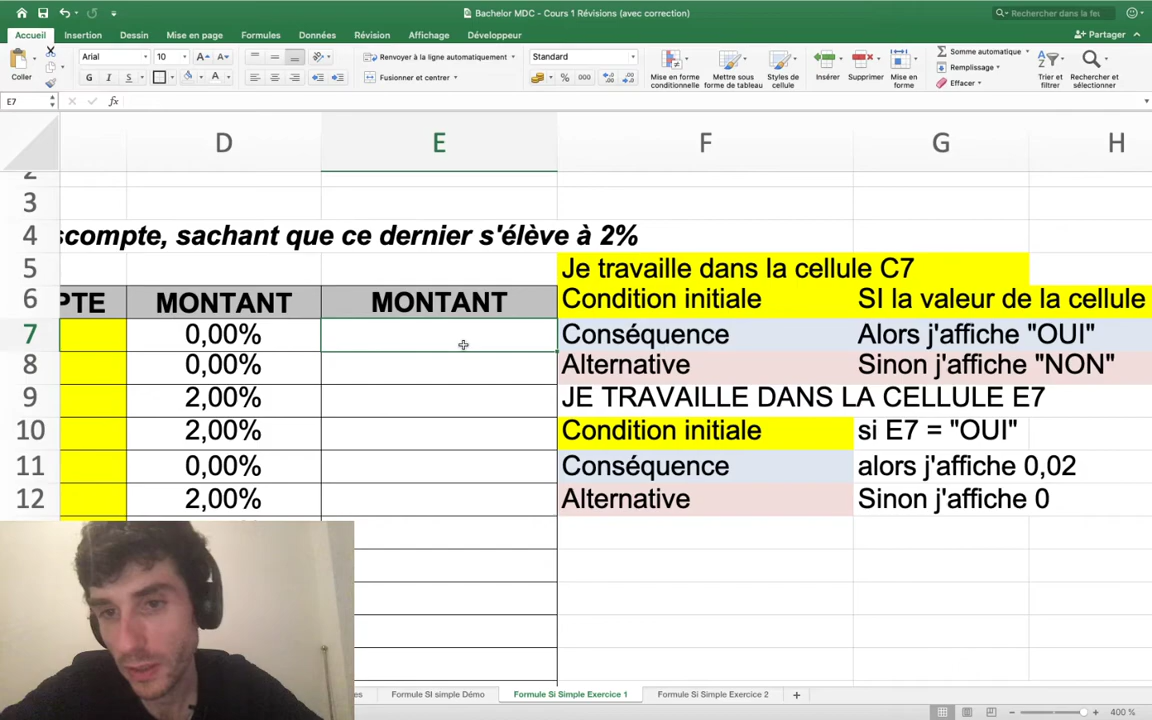 Bachelor MDC - Cours 1 Révisions (avec correction)
Rechercher dans la feu
Accueil Insertion Dessin Mise en page Formules Données Révision Affichage Développeur
Partager
Coller
Arial 10
G I S
Renvoyer à la ligne automatiquement
Fusionner et centrer
Standard
% 000
Mise en forme conditionnelle
Mettre sous forme de tableau
Styles de cellule
Insérer
Supprimer
Mise en forme
Somme automatique
Remplissage
Effacer
Trier et filtrer
Rechercher et sélectionner
E7 fx
D E F G H
2
3
4 scompte, sachant que ce dernier s'élève à 2%
5 Je travaille dans la cellule C7
6 PTE MONTANT MONTANT Condition initiale SI la valeur de la cellule
7 0,00% Conséquence Alors j'affiche "OUI"
8 0,00% Alternative Sinon j'affiche "NON"
9 2,00% JE TRAVAILLE DANS LA CELLULE E7
10 2,00% Condition initiale si E7 = "OUI"
11 0,00% Conséquence alors j'affiche 0,02
12 2,00% Alternative Sinon j'affiche 0
es Formule SI simple Démo Formule Si Simple Exercice 1 Formule Si Simple Exercice 2 +
400 %